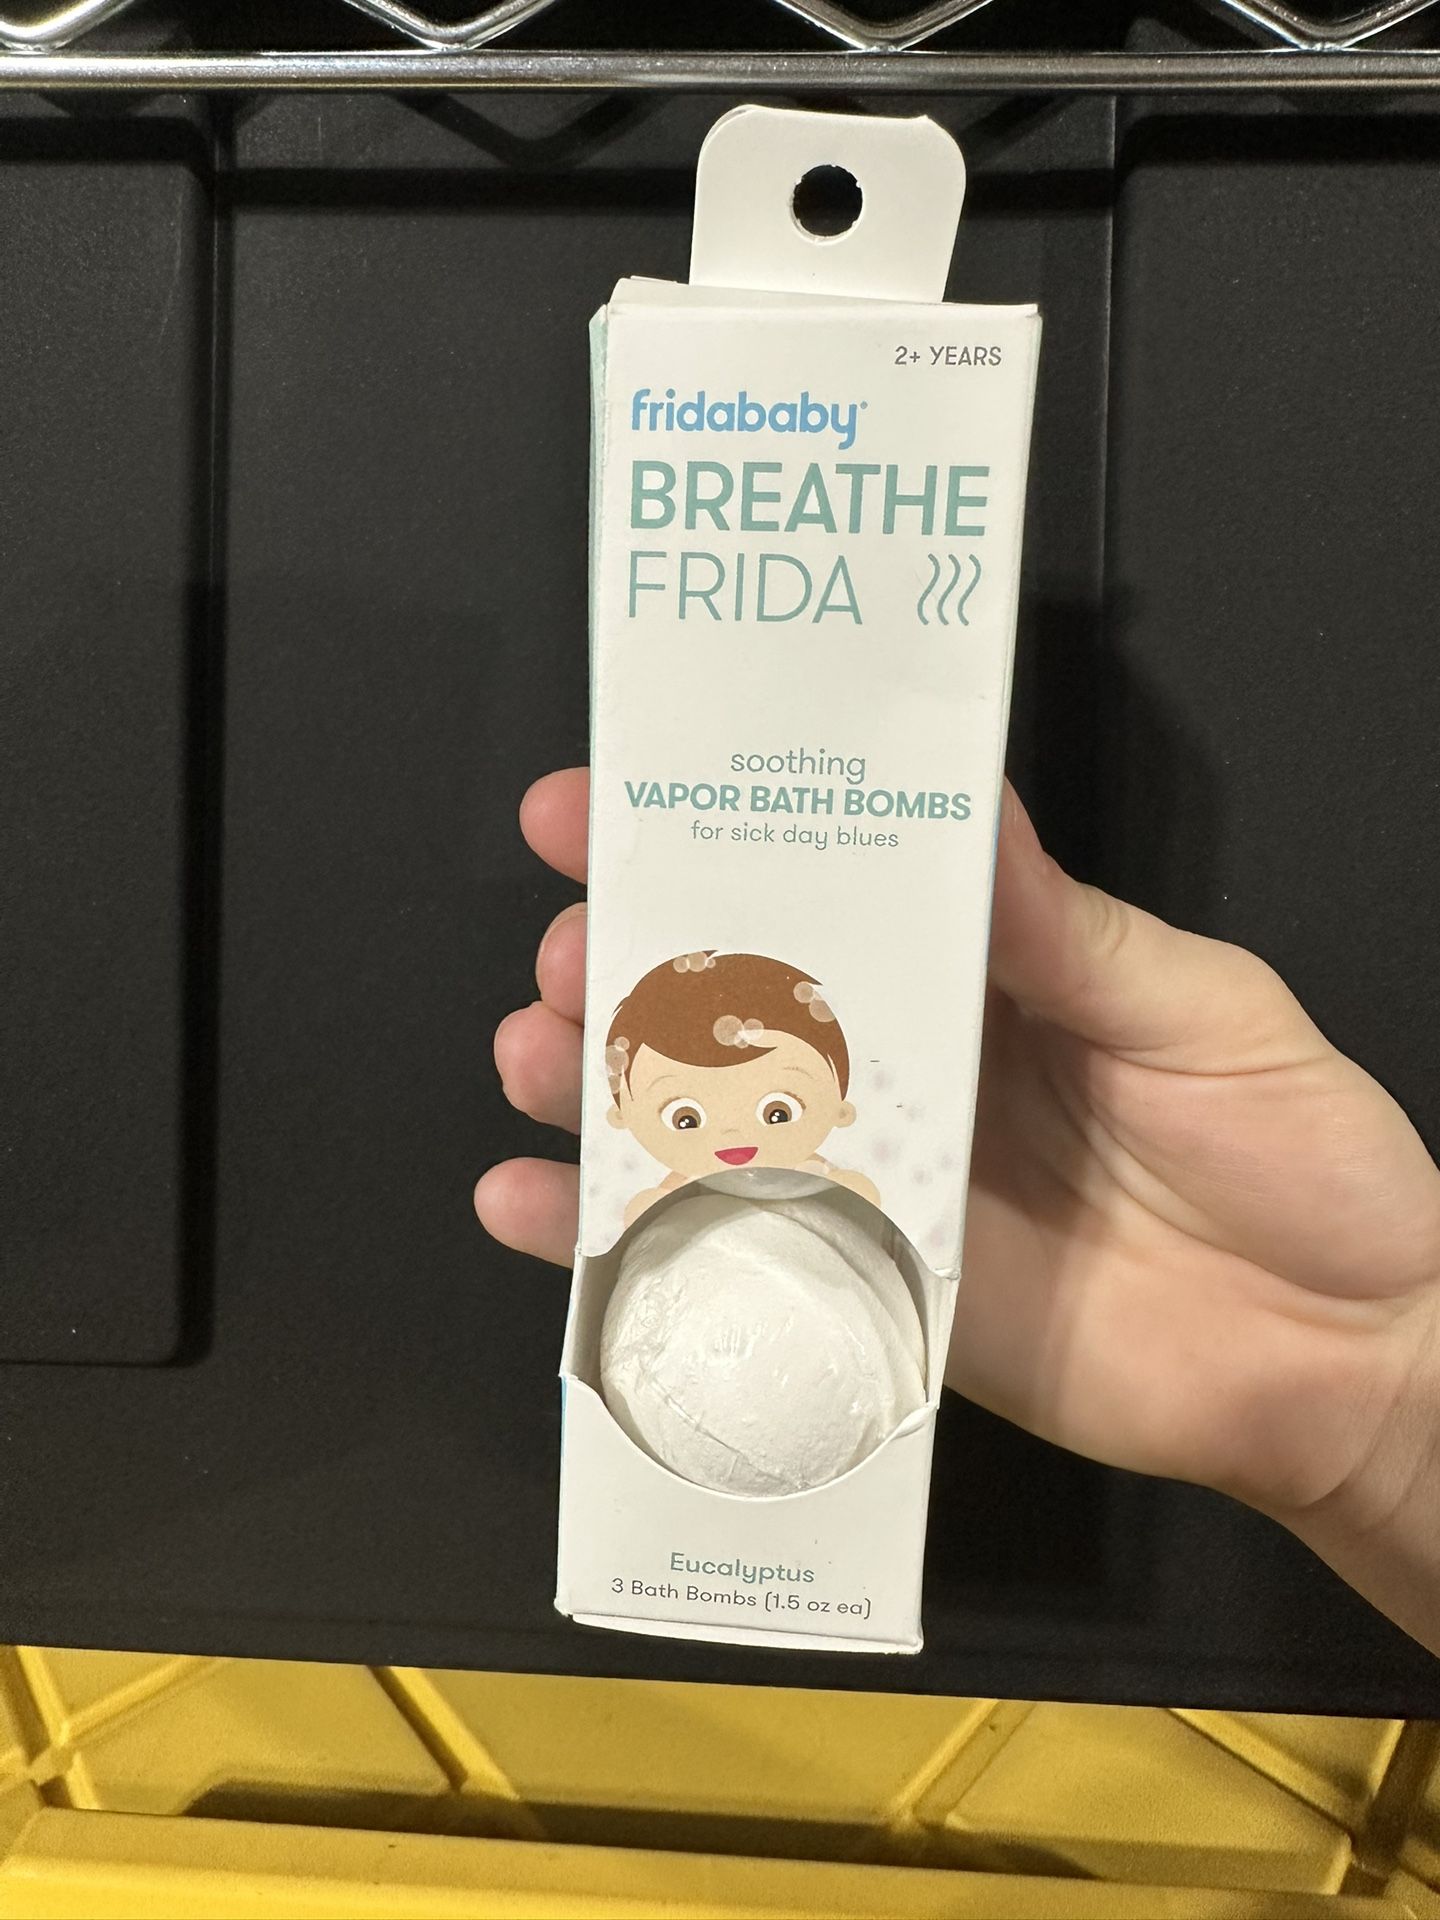 2+ YEARS
fridababy®
BREATHE
FRIDA
soothing
VAPOR BATH BOMBS
for sick day blues
Eucalyptus
3 Bath Bombs (1.5 oz ea)